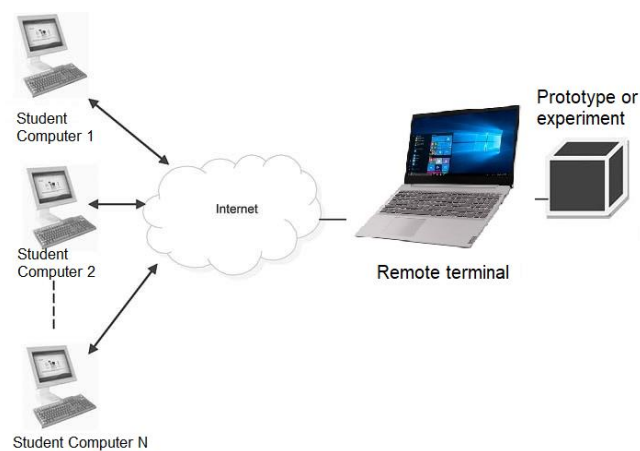 Student
Computer 1
Student
Computer 2
Student Computer N
Internet
Remote terminal
Prototype or
experiment